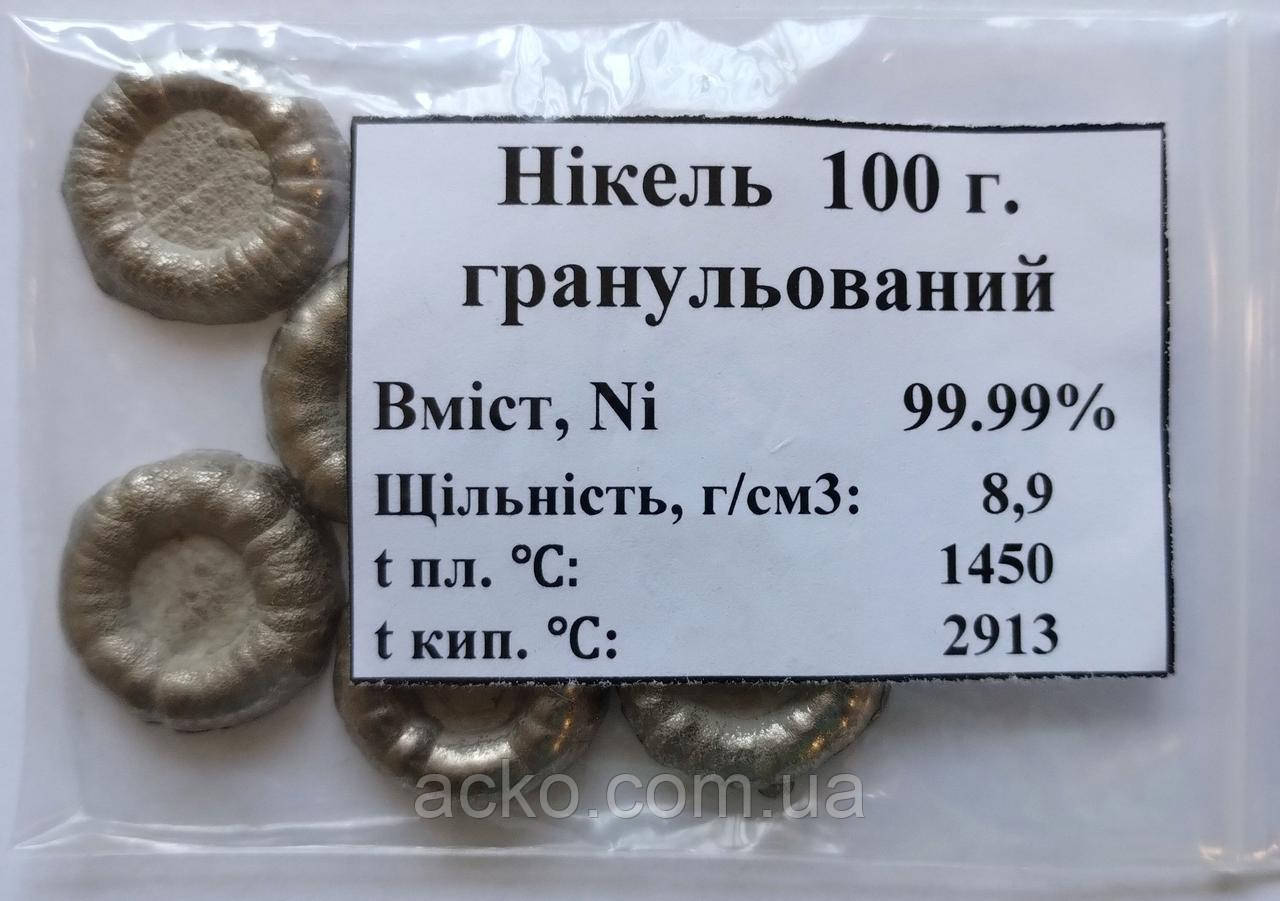 Нікель 100 г.
гранульований
Вміст, Ni 99.99%
Щільність, г/см3: 8,9
t пл. °C: 1450
t кип. °C: 2913
acko.com.ua